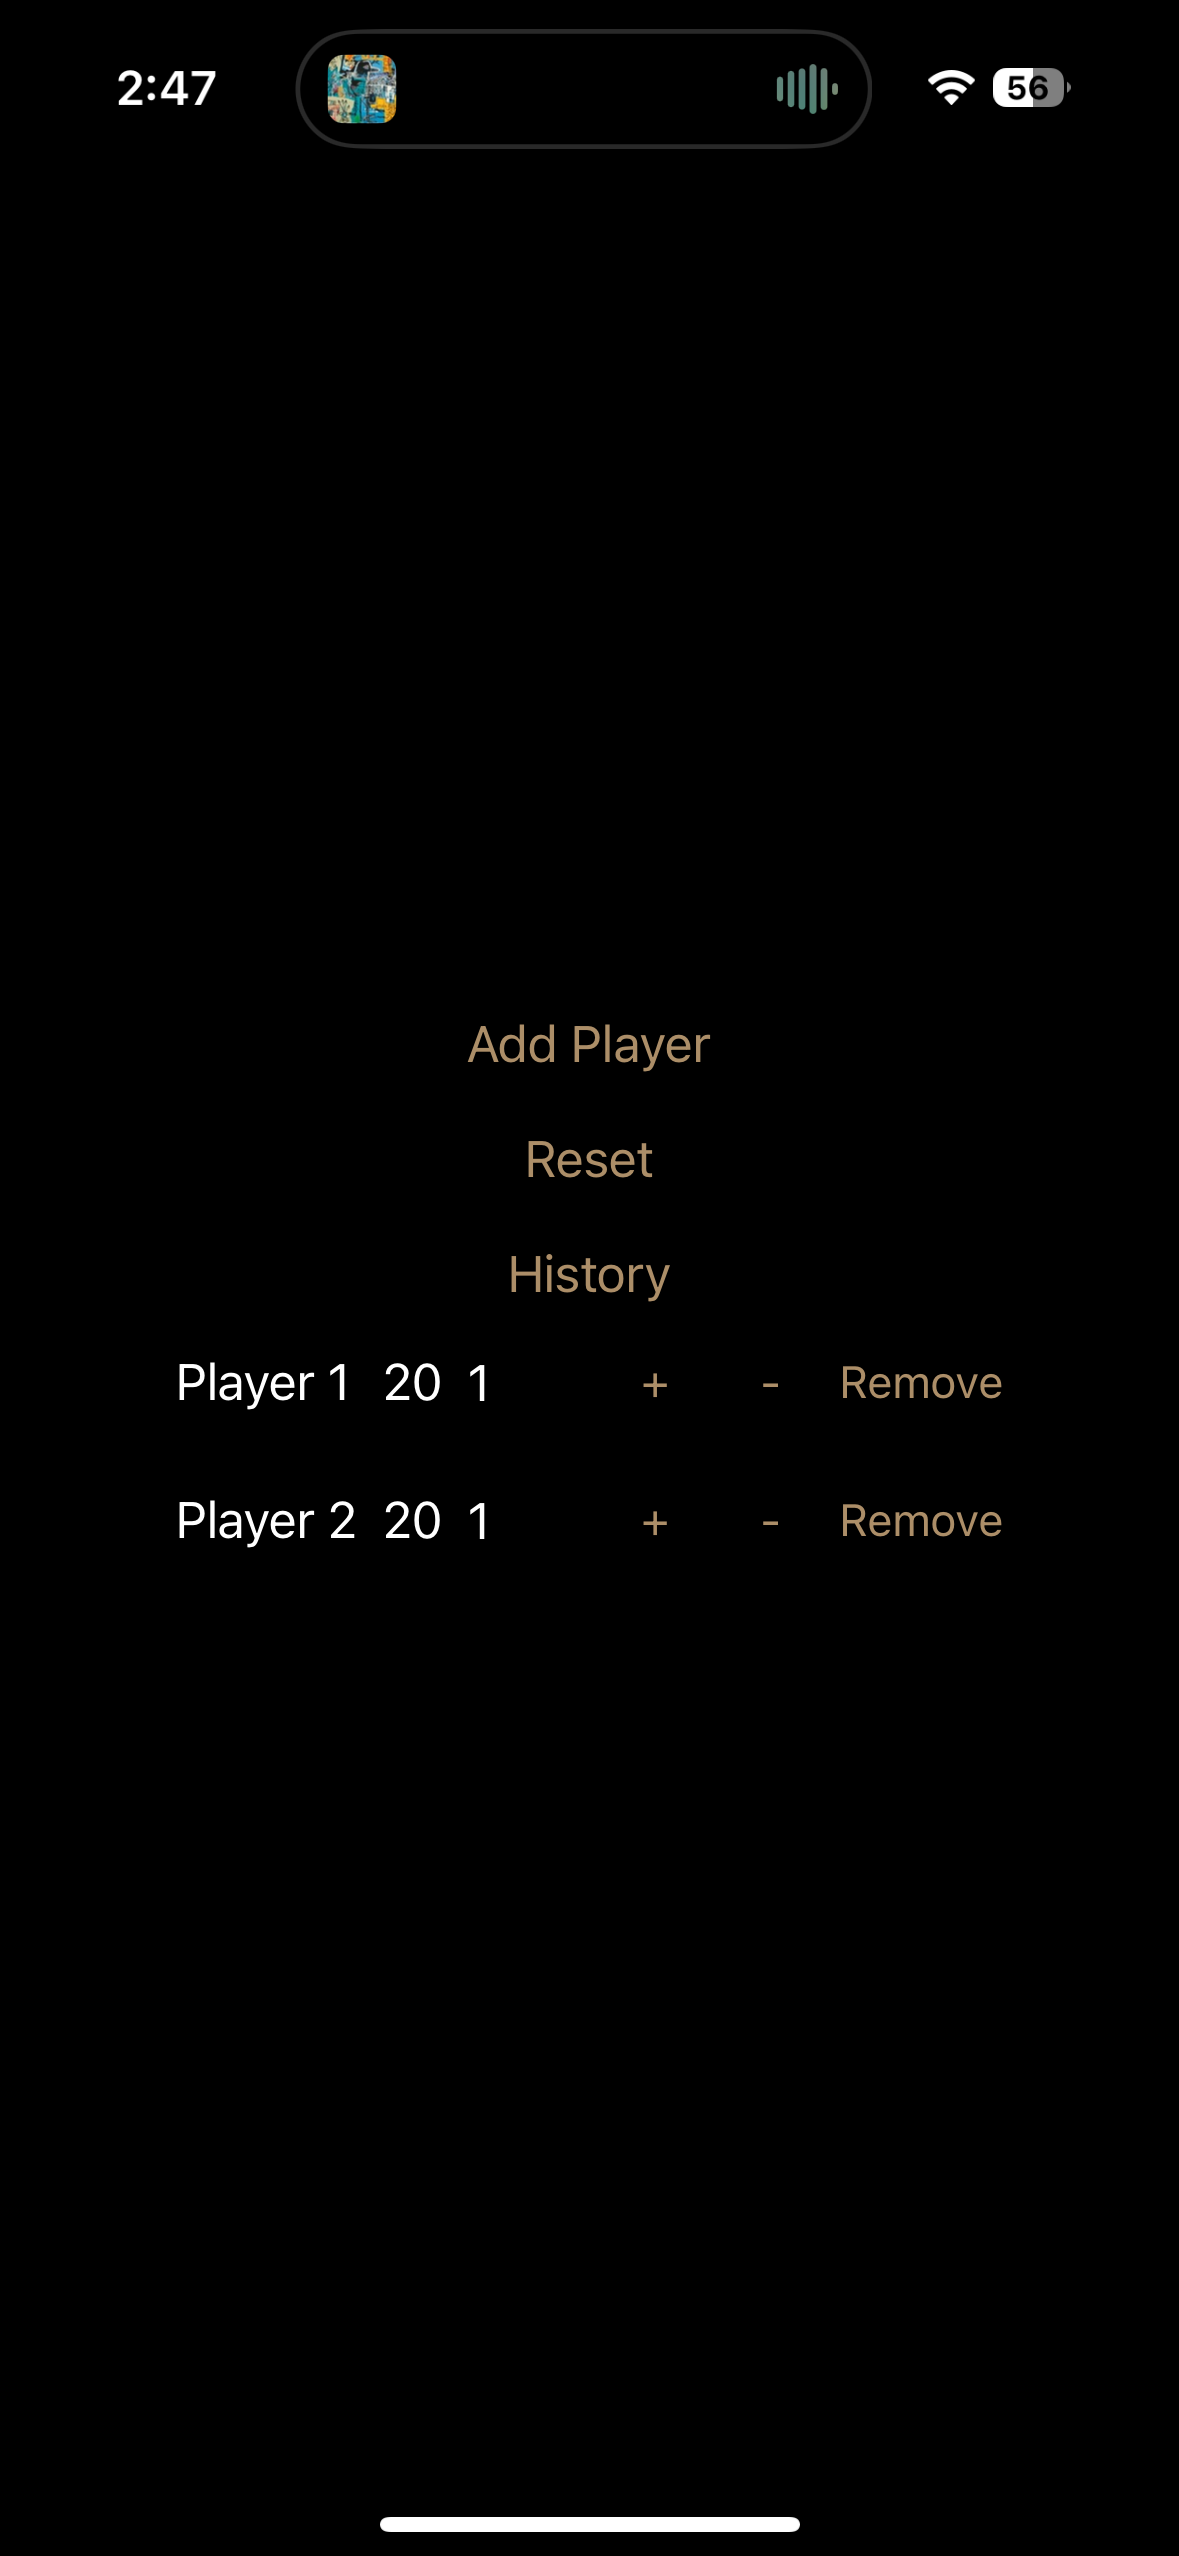 2:47 56
Add Player
Reset
History
Player 1 20 1 + - Remove
Player 2 20 1 + - Remove